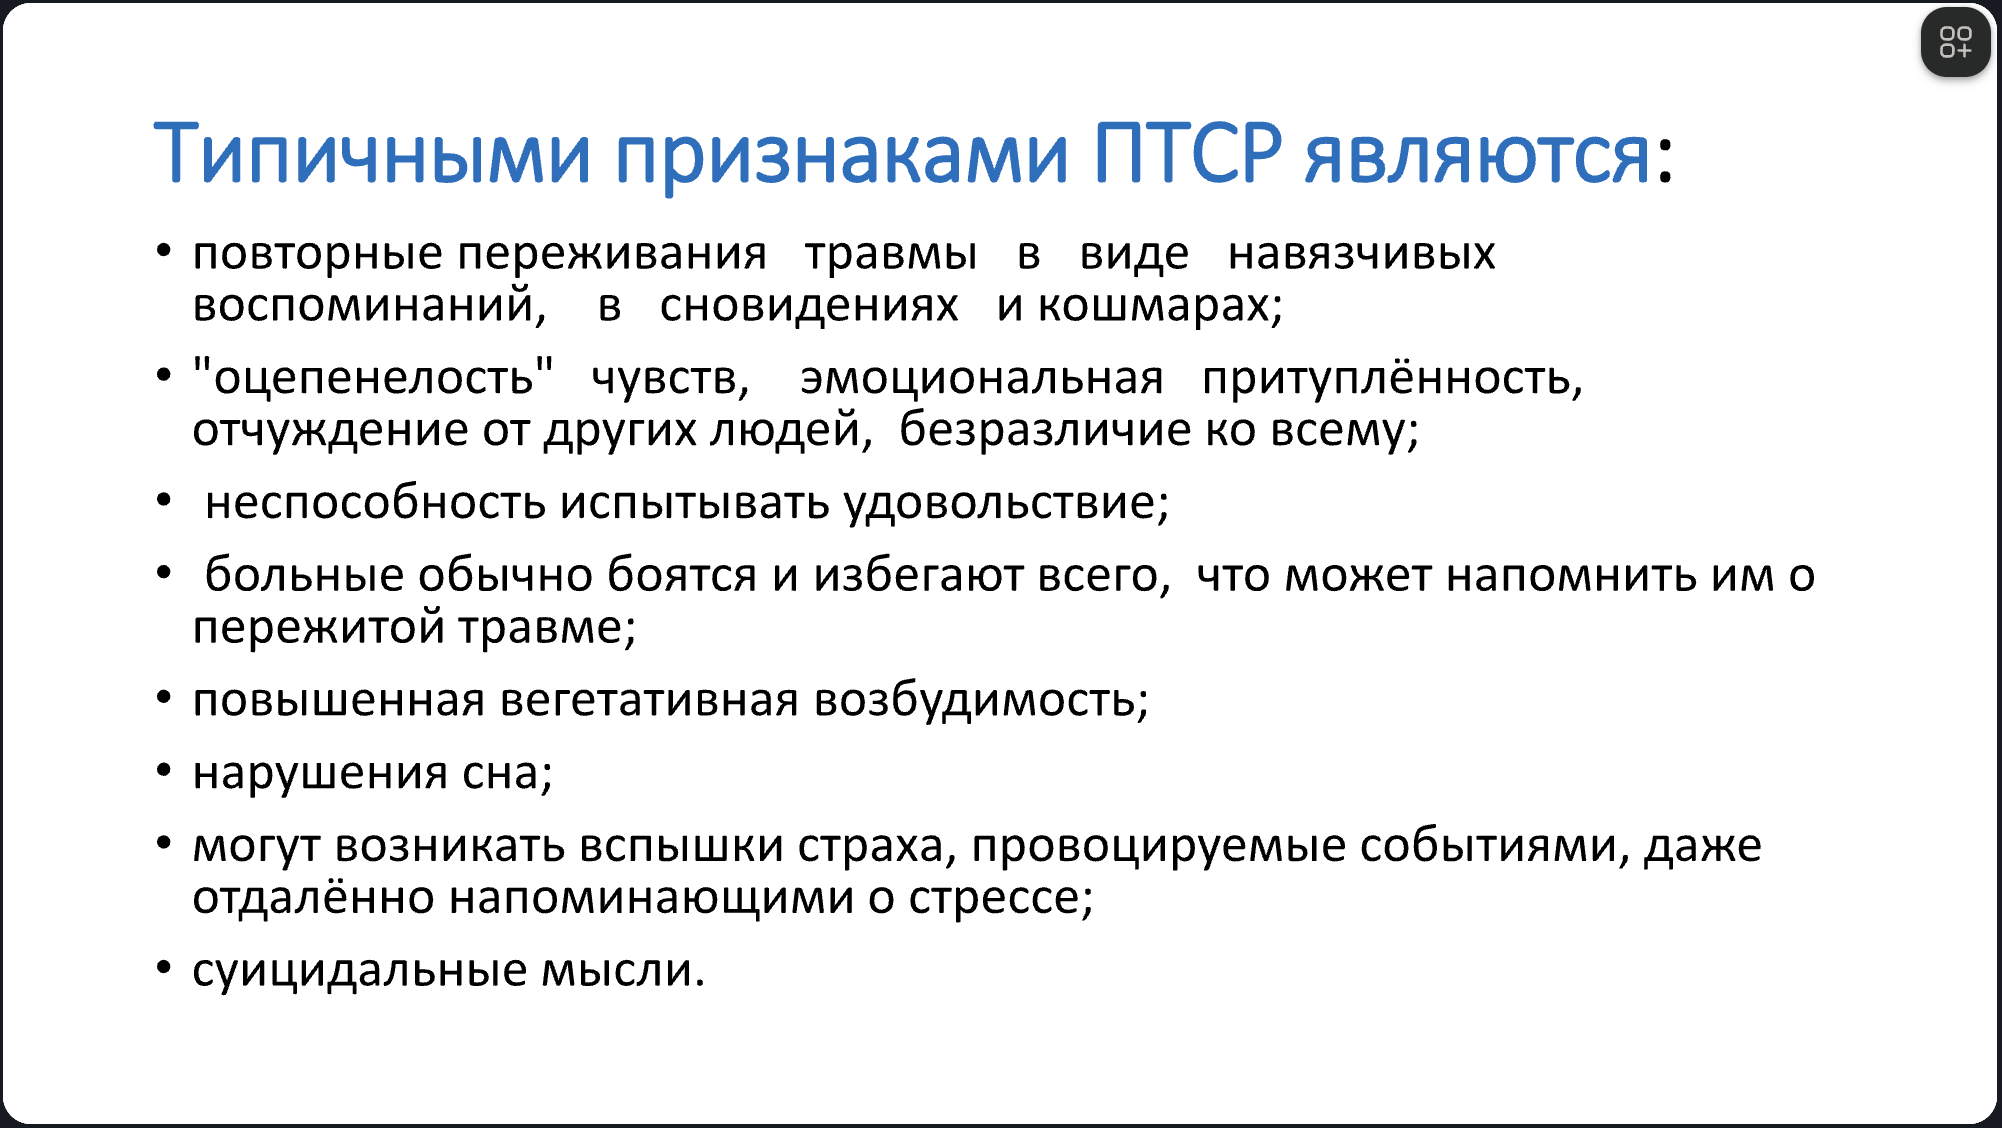 Типичными признаками ПТСР являются:
• повторные переживания травмы в виде навязчивых
воспоминаний, в сновидениях и кошмарах;
• "оцепенелость" чувств, эмоциональная притуплённость,
отчуждение от других людей, безразличие ко всему;
• неспособность испытывать удовольствие;
• больные обычно боятся и избегают всего, что может напомнить им о
пережитой травме;
• повышенная вегетативная возбудимость;
• нарушения сна;
• могут возникать вспышки страха, провоцируемые событиями, даже
отдалённо напоминающими о стрессе;
• суицидальные мысли.